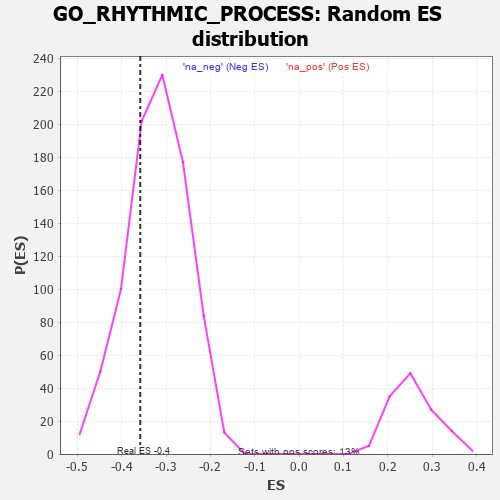 GO_RHYTHMIC_PROCESS: Random ES
distribution
'na_neg' (Neg ES) 'na_pos' (Pos ES)
240
220
200
180
160
140
120
100
80
60
40
20
0
P(ES)
Real ES -0.4
Sets with pos scores: 13%
-0.5 -0.4 -0.3 -0.2 -0.1 0.0 0.1 0.2 0.3 0.4
ES